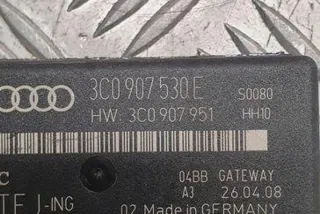 3C0 907 530 E
S0080
HW: 3C0 907 951
HH10
04BB GATEWAY
A3 26.04.08
-ING
02 Made in GERMANY